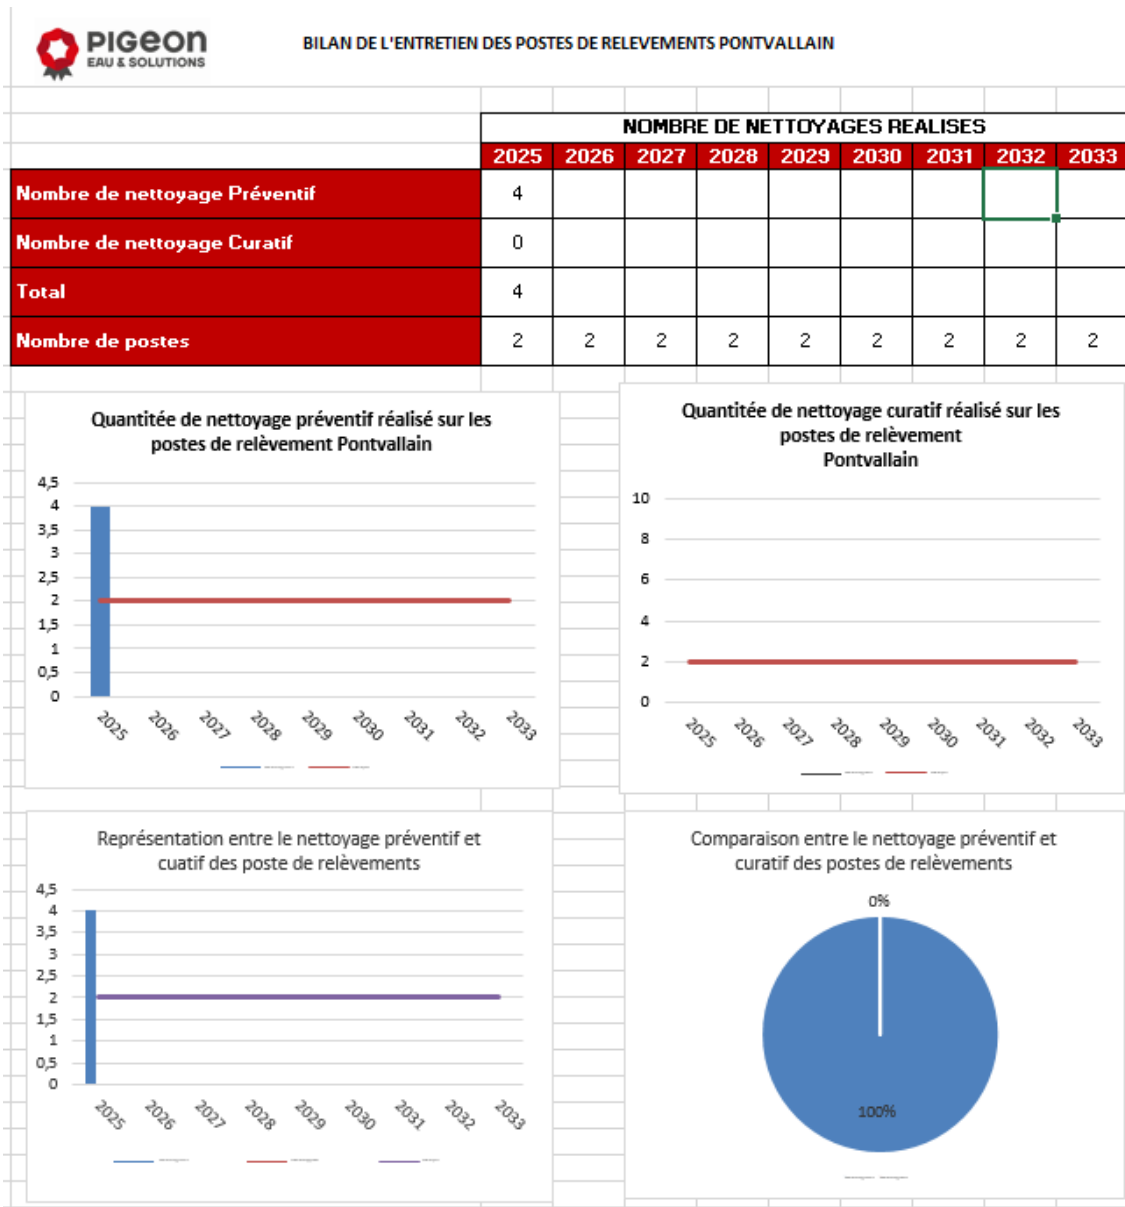 PIGEON
EAU & SOLUTIONS
BILAN DE L'ENTRETIEN DES POSTES DE RELEVEMENTS PONTVALLAIN
NOMBRE DE NETTOYAGES REALISES
2025 2026 2027 2028 2029 2030 2031 2032 2033
Nombre de nettoyage Préventif 4
Nombre de nettoyage Curatif 0
Total 4
Nombre de postes 2 2 2 2 2 2 2 2 2
Quantitée de nettoyage préventif réalisé sur les
postes de relèvement Pontvallain
4,5
4
3,5
3
2,5
2
1,5
1
0,5
0
2025 2026 2027 2028 2029 2030 2031 2032 2033
Quantitée de nettoyage curatif réalisé sur les
postes de relèvement
Pontvallain
10
8
6
4
2
0
2025 2026 2027 2028 2029 2030 2031 2032 2033
Représentation entre le nettoyage préventif et
cuatif des poste de relèvements
4,5
4
3,5
3
2,5
2
1,5
1
0,5
0
2025 2026 2027 2028 2029 2030 2031 2032 2033
Comparaison entre le nettoyage préventif et
curatif des postes de relèvements
0%
100%